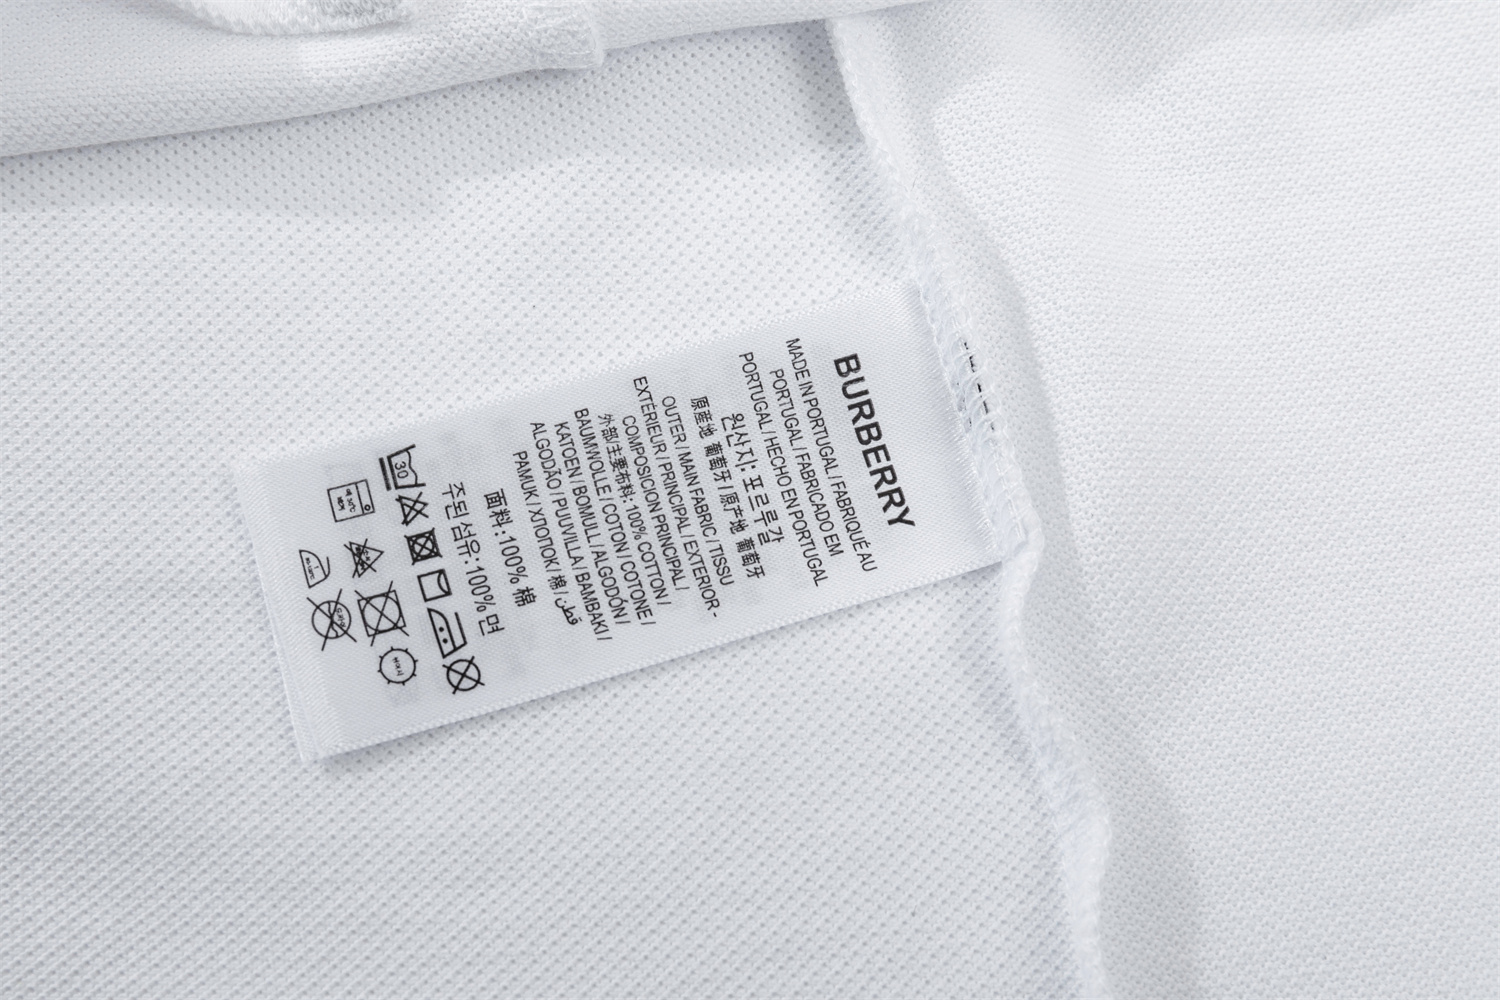 BURBERRY
MADE IN PORTUGAL / FABRIQUÉ AU
PORTUGAL / FABRICADO EM
PORTUGAL / HECHO EN PORTUGAL
원산지: 포르투갈
原産地 葡萄牙 / 原产地 葡萄牙
OUTER / MAIN FABRIC / TISSU
EXTÉRIEUR / PRINCIPAL / EXTERIOR -
COMPOSICION PRINCIPAL /
外部/主要布料: 100% COTTON /
BAUMWOLLE / COTON / COTONE /
KATOEN / BOMULL / ALGODÓN /
ALGODÃO / PUUVILLA / BAMBAKI /
PAMUK / ХЛОПОК / 棉 / قطن
面料:100% 棉
주된섬유:100% 면
30